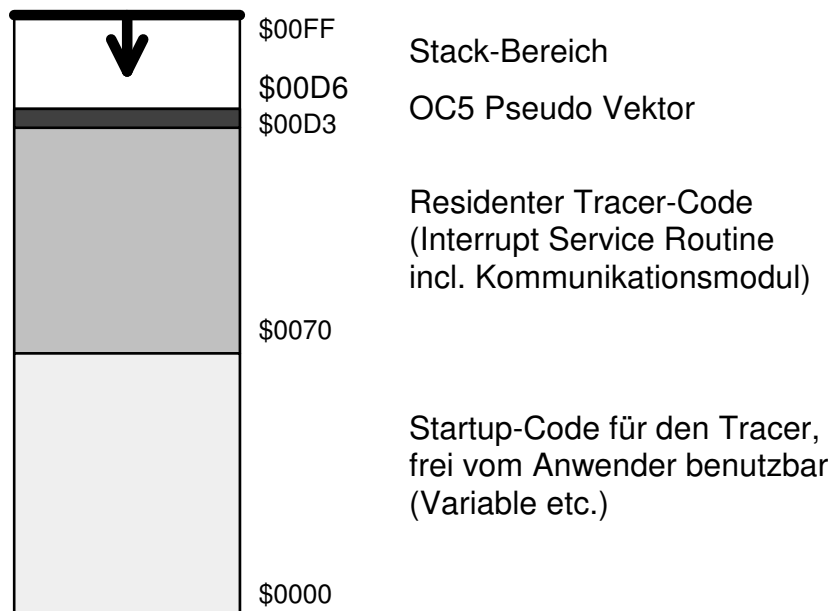 $00FF
Stack-Bereich
$00D6
OC5 Pseudo Vektor
$00D3
Residenter Tracer-Code
(Interrupt Service Routine
incl. Kommunikationsmodul)
$0070
Startup-Code für den Tracer,
frei vom Anwender benutzbar
(Variable etc.)
$0000